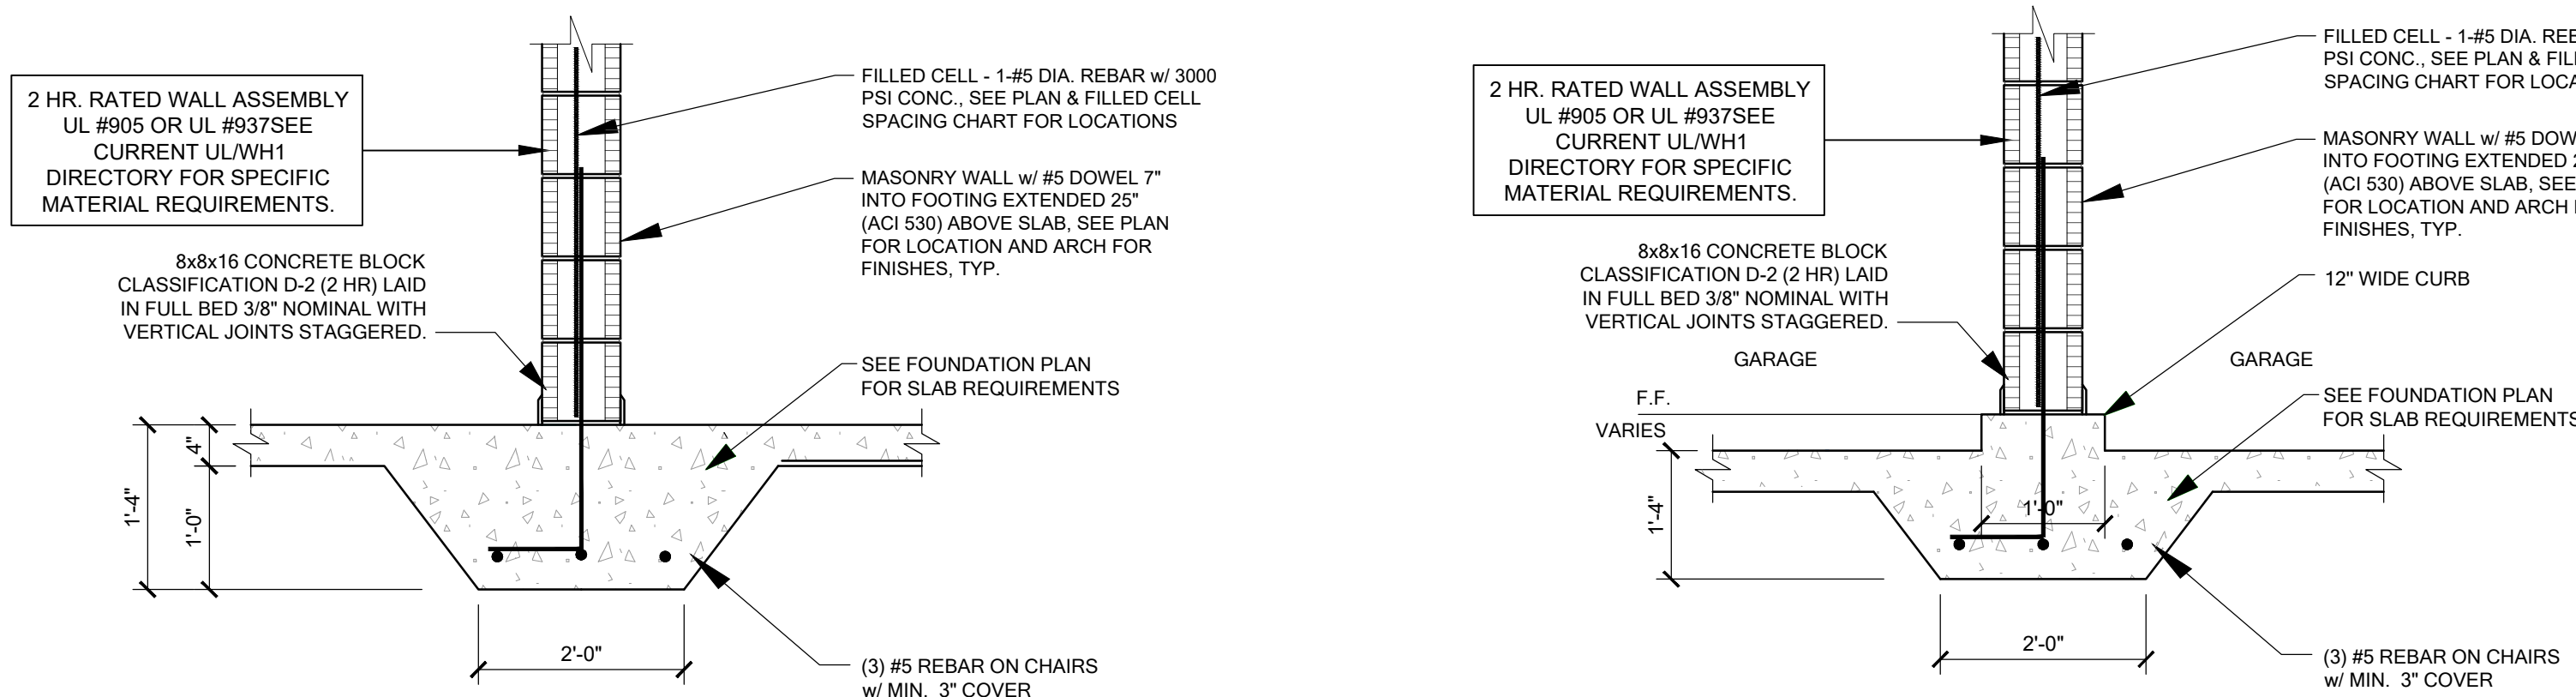 2 HR. RATED WALL ASSEMBLY
UL #905 OR UL #937SEE
CURRENT UL/WH1
DIRECTORY FOR SPECIFIC
MATERIAL REQUIREMENTS.
8x8x16 CONCRETE BLOCK
CLASSIFICATION D-2 (2 HR) LAID
IN FULL BED 3/8" NOMINAL WITH
VERTICAL JOINTS STAGGERED.
FILLED CELL - 1-#5 DIA. REBAR w/ 3000
PSI CONC., SEE PLAN & FILLED CELL
SPACING CHART FOR LOCATIONS
MASONRY WALL w/ #5 DOWEL 7"
INTO FOOTING EXTENDED 25"
(ACI 530) ABOVE SLAB, SEE PLAN
FOR LOCATION AND ARCH FOR
FINISHES, TYP.
SEE FOUNDATION PLAN
FOR SLAB REQUIREMENTS
4"
1'-4"
1'-0"
2'-0"
(3) #5 REBAR ON CHAIRS
w/ MIN. 3" COVER
2 HR. RATED WALL ASSEMBLY
UL #905 OR UL #937SEE
CURRENT UL/WH1
DIRECTORY FOR SPECIFIC
MATERIAL REQUIREMENTS.
8x8x16 CONCRETE BLOCK
CLASSIFICATION D-2 (2 HR) LAID
IN FULL BED 3/8" NOMINAL WITH
VERTICAL JOINTS STAGGERED.
FILLED CELL - 1-#5 DIA.
PSI CONC., SEE PLAN &
SPACING CHART FOR
MASONRY WALL w/ #5
INTO FOOTING EXTENDED
(ACI 530) ABOVE SLAB, SEE
FOR LOCATION AND ARCH
FINISHES, TYP.
12" WIDE CURB
GARAGE
GARAGE
F.F.
VARIES
SEE FOUNDATION PLAN
FOR SLAB REQUIREMENTS
1'-4"
1'-0"
2'-0"
(3) #5 REBAR ON CHAIRS
w/ MIN. 3" COVER